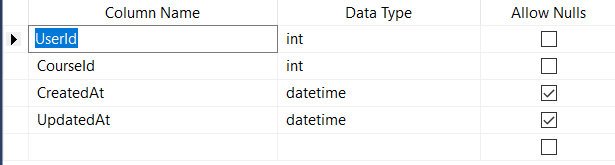 Column Name Data Type Allow Nulls
UserId int
CourseId int
CreatedAt datetime
UpdatedAt datetime